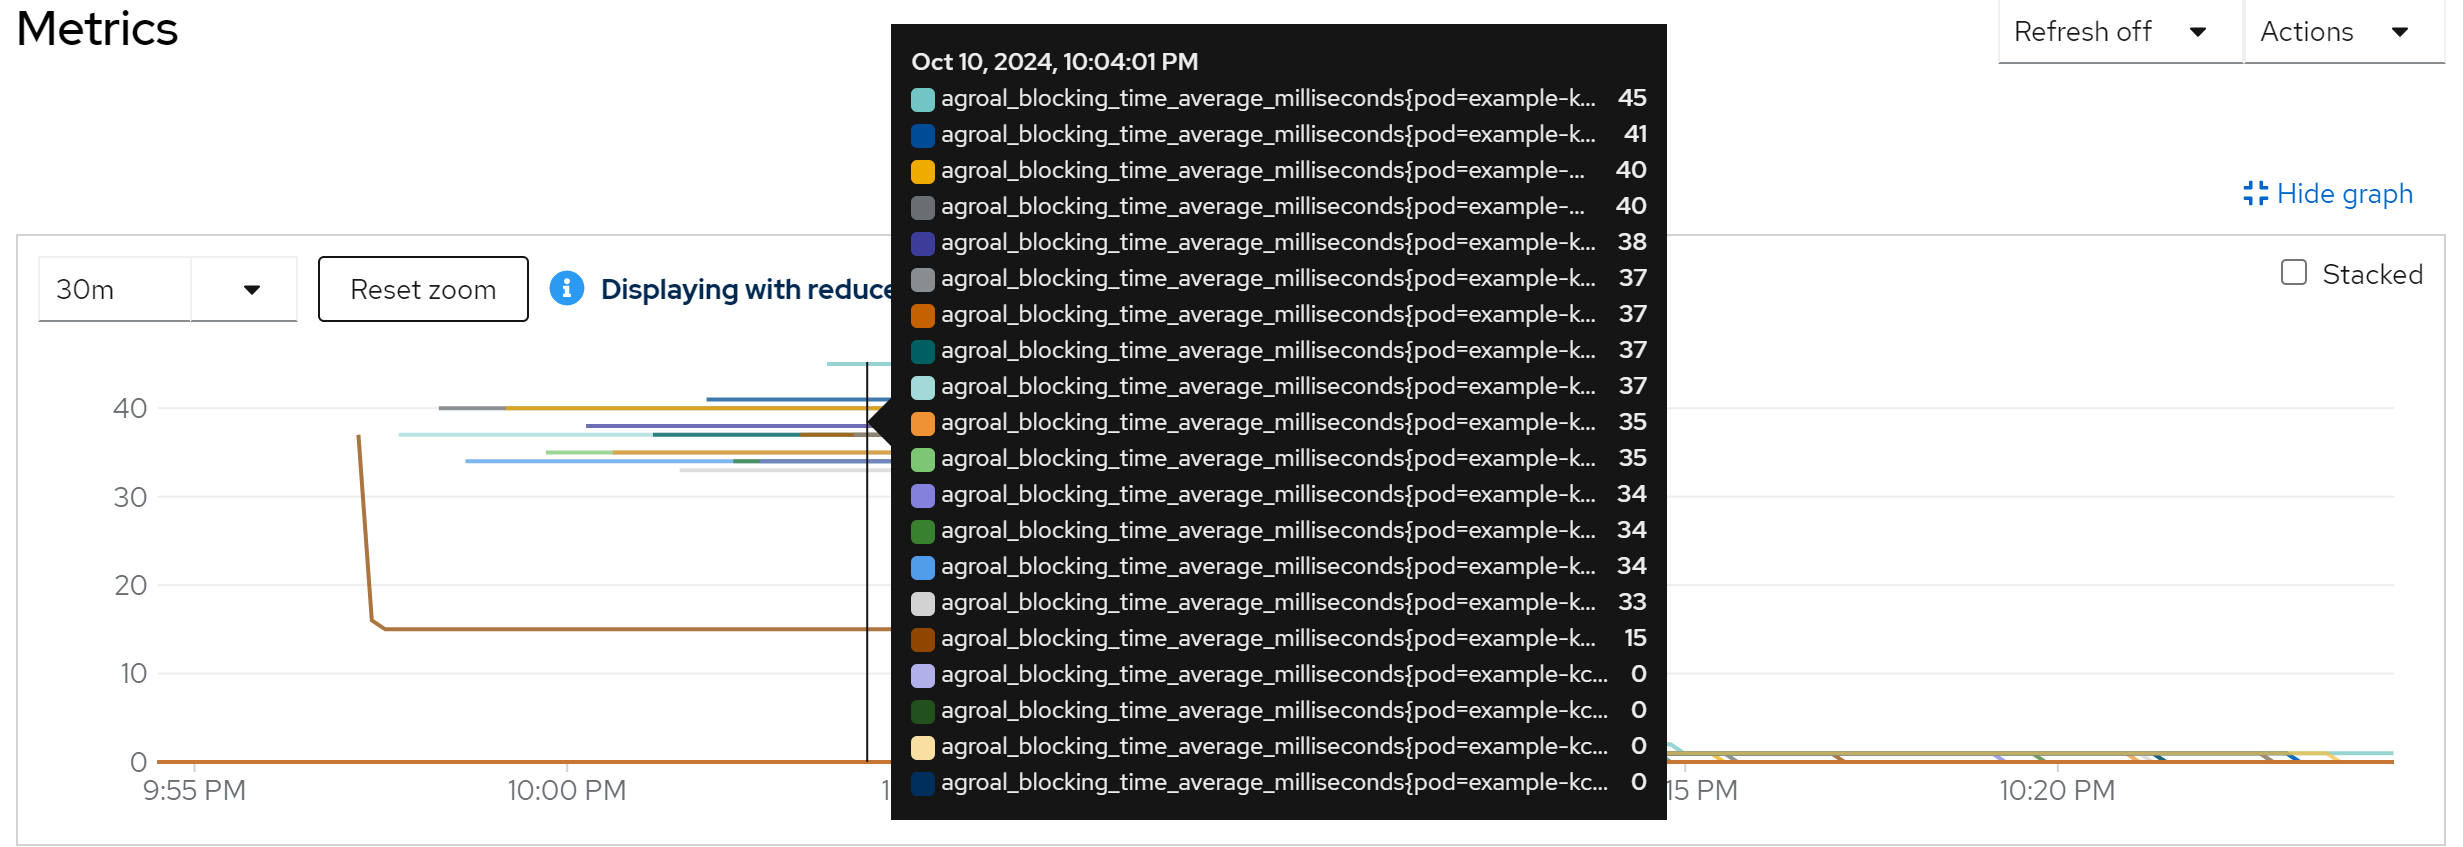 Metrics
Refresh off
Actions
Hide graph
30m
Reset zoom
Displaying with reduce
Stacked
Oct 10, 2024, 10:04:01 PM
agroal_blocking_time_average_milliseconds{pod=example-k... 45
agroal_blocking_time_average_milliseconds{pod=example-k... 41
agroal_blocking_time_average_milliseconds{pod=example-... 40
agroal_blocking_time_average_milliseconds{pod=example-... 40
agroal_blocking_time_average_milliseconds{pod=example-k... 38
agroal_blocking_time_average_milliseconds{pod=example-k... 37
agroal_blocking_time_average_milliseconds{pod=example-k... 37
agroal_blocking_time_average_milliseconds{pod=example-k... 37
agroal_blocking_time_average_milliseconds{pod=example-k... 37
agroal_blocking_time_average_milliseconds{pod=example-k... 35
agroal_blocking_time_average_milliseconds{pod=example-k... 35
agroal_blocking_time_average_milliseconds{pod=example-k... 34
agroal_blocking_time_average_milliseconds{pod=example-k... 34
agroal_blocking_time_average_milliseconds{pod=example-k... 34
agroal_blocking_time_average_milliseconds{pod=example-k... 33
agroal_blocking_time_average_milliseconds{pod=example-k... 15
agroal_blocking_time_average_milliseconds{pod=example-kc... 0
agroal_blocking_time_average_milliseconds{pod=example-kc... 0
agroal_blocking_time_average_milliseconds{pod=example-kc... 0
agroal_blocking_time_average_milliseconds{pod=example-kc... 0
40
30
20
10
0
9:55 PM
10:00 PM
1
15 PM
10:20 PM